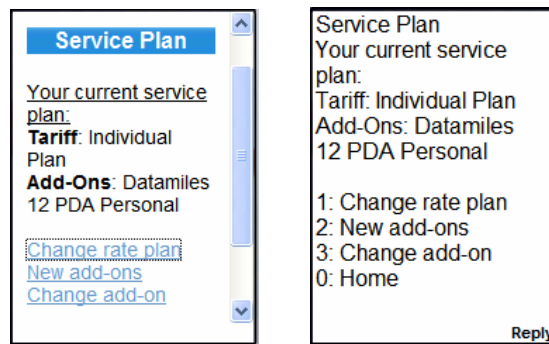 Service Plan
Your current service
plan:
Tariff: Individual
Plan
Add-Ons: Datamiles
12 PDA Personal
Change rate plan
New add-ons
Change add-on
Service Plan
Your current service
plan:
Tariff: Individual Plan
Add-Ons: Datamiles
12 PDA Personal
1: Change rate plan
2: New add-ons
3: Change add-on
0: Home
Reply